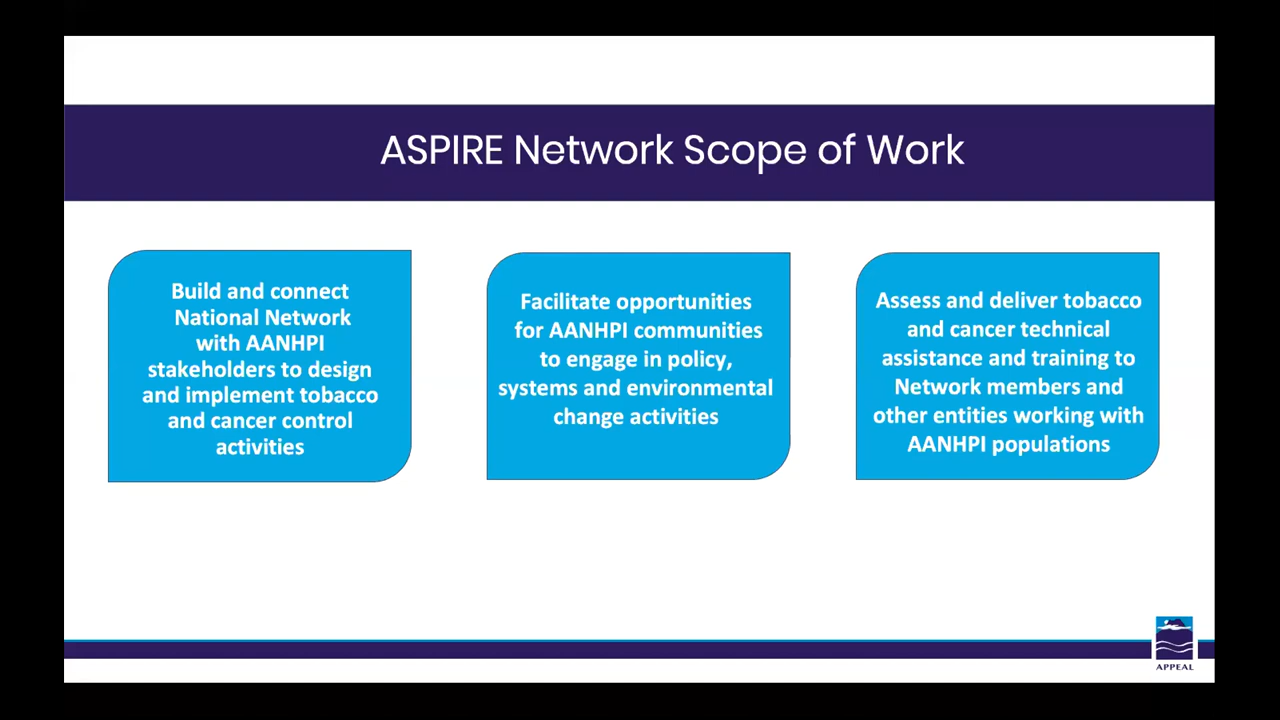 ASPIRE Network Scope of Work
Build and connect
National Network
with AANHPI
stakeholders to design
and implement tobacco
and cancer control
activities
Facilitate opportunities
for AANHPI communities
to engage in policy,
systems and environmental
change activities
Assess and deliver tobacco
and cancer technical
assistance and training to
Network members and
other entities working with
AANHPI populations
APPEAL